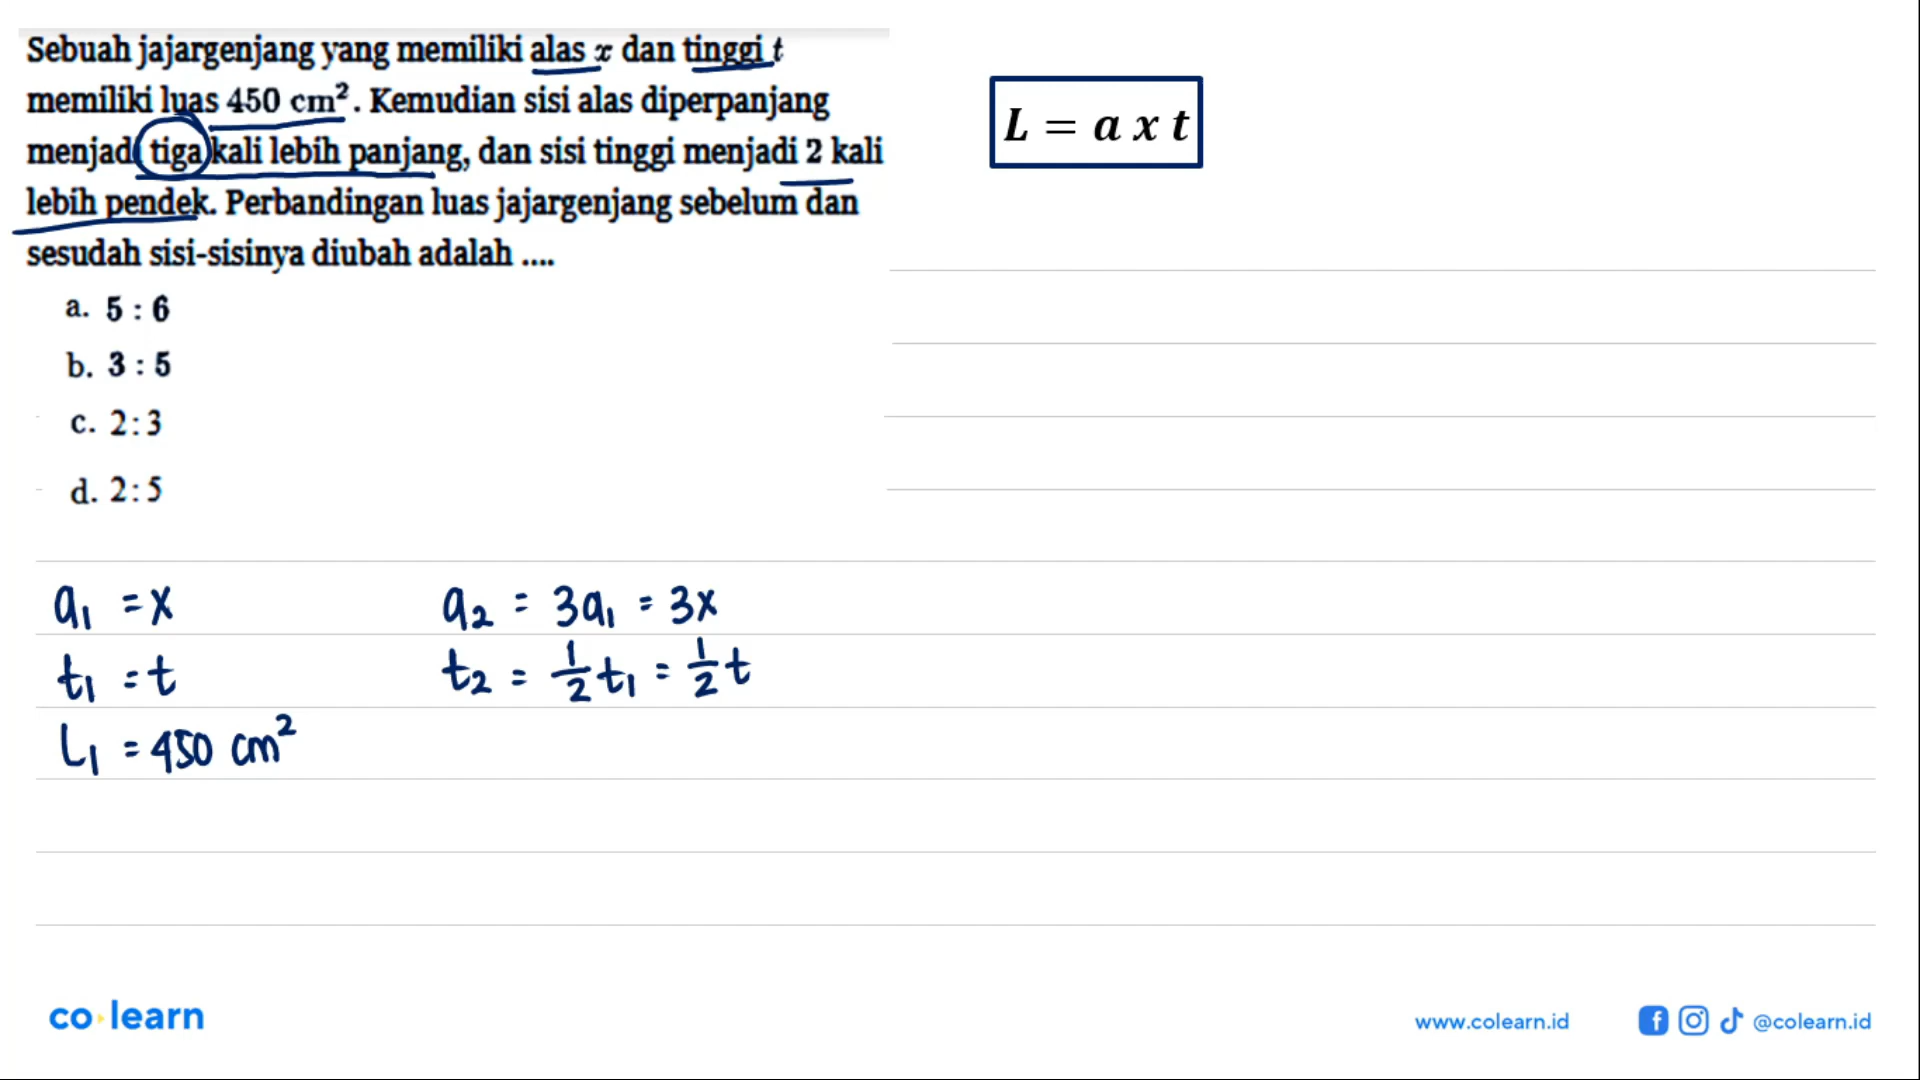 Sebuah jajargenjang yang memiliki alas x dan tinggi t
memiliki luas 450 cm². Kemudian sisi alas diperpanjang
menjadi tiga kali lebih panjang, dan sisi tinggi menjadi 2 kali
lebih pendek. Perbandingan luas jajargenjang sebelum dan
sesudah sisi-sisinya diubah adalah ....
L = a x t
a. 5 : 6
b. 3 : 5
c. 2 : 3
d. 2 : 5
a₁ = x
a₂ = 3a₁ = 3x
t₁ = t
t₂ = 1/2 t₁ = 1/2 t
L₁ = 450 cm²
co learn
www.colearn.id
@colearn.id